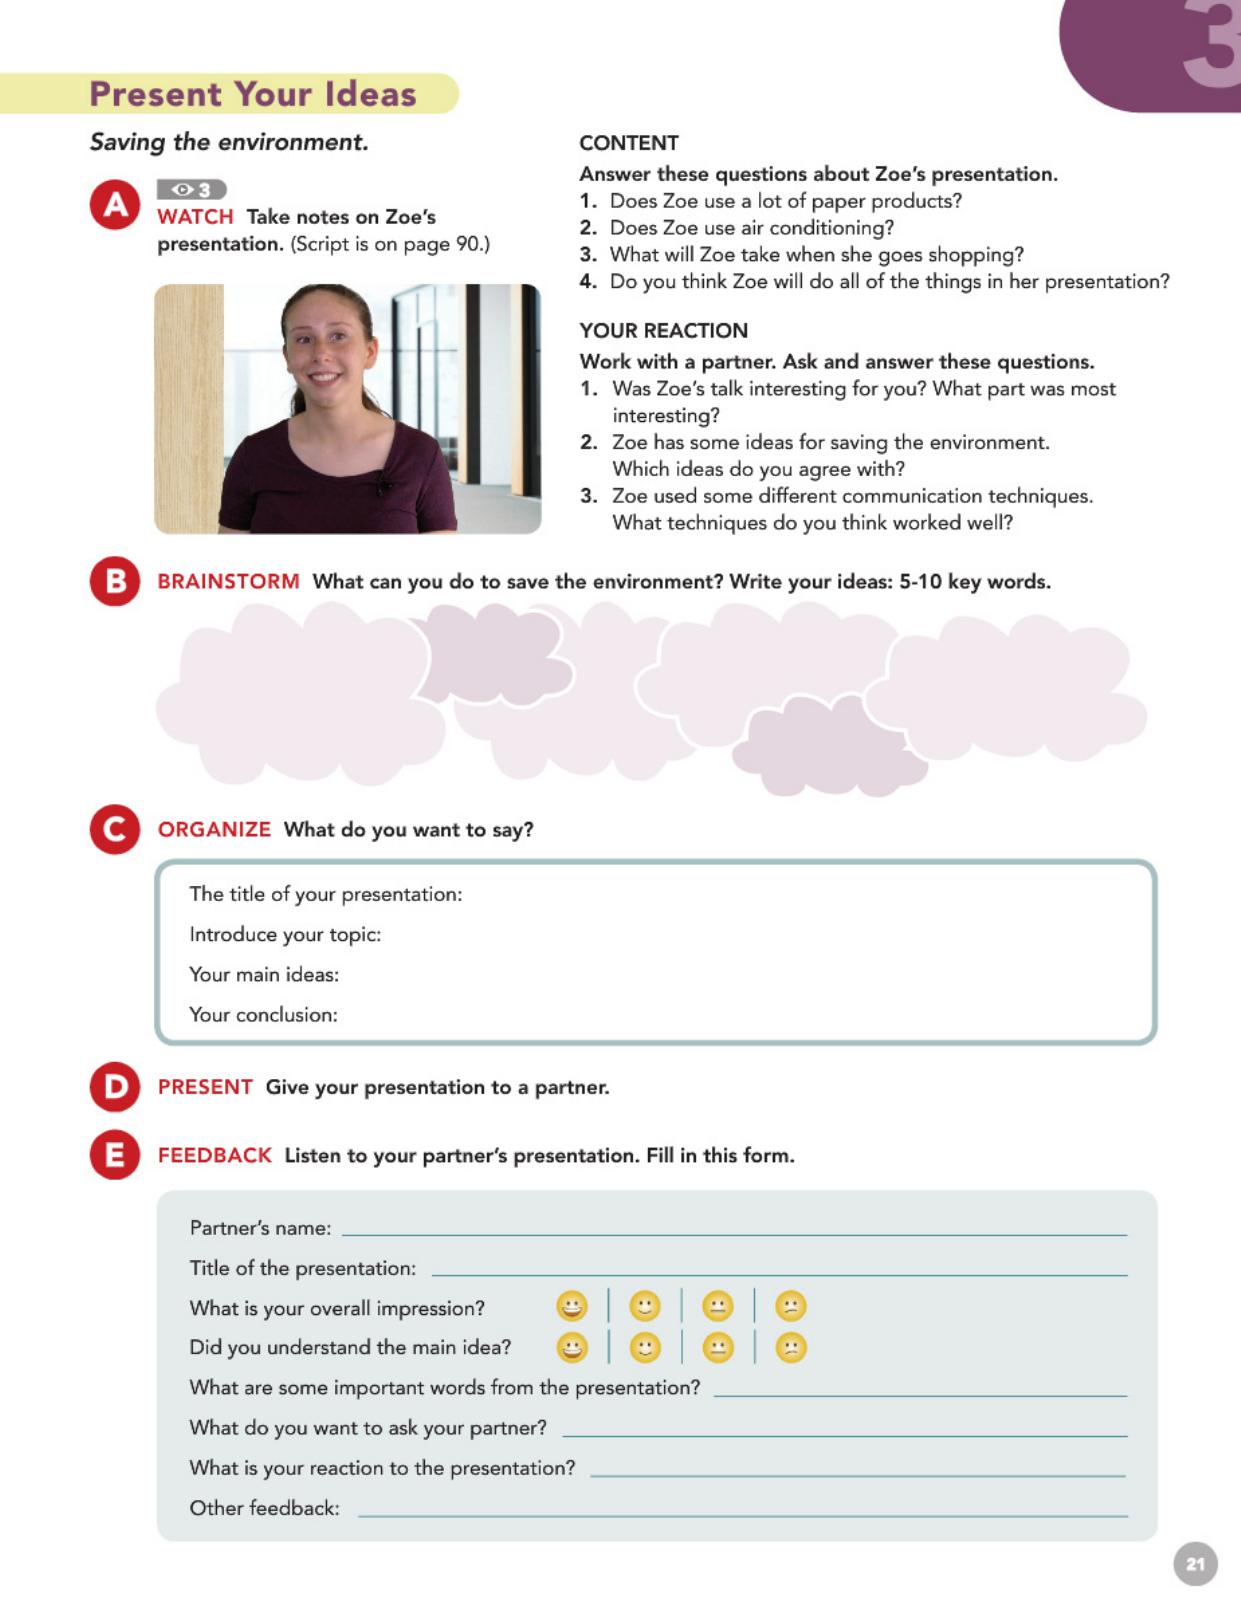 3
Present Your Ideas
Saving the environment.
A
3
WATCH Take notes on Zoe's
presentation. (Script is on page 90.)
CONTENT
Answer these questions about Zoe's presentation.
1. Does Zoe use a lot of paper products?
2. Does Zoe use air conditioning?
3. What will Zoe take when she goes shopping?
4. Do you think Zoe will do all of the things in her presentation?
YOUR REACTION
Work with a partner. Ask and answer these questions.
1. Was Zoe's talk interesting for you? What part was most
interesting?
2. Zoe has some ideas for saving the environment.
Which ideas do you agree with?
3. Zoe used some different communication techniques.
What techniques do you think worked well?
B
BRAINSTORM What can you do to save the environment? Write your ideas: 5-10 key words.
C
ORGANIZE What do you want to say?
The title of your presentation:
Introduce your topic:
Your main ideas:
Your conclusion:
D
PRESENT Give your presentation to a partner.
E
FEEDBACK Listen to your partner's presentation. Fill in this form.
Partner's name:
Title of the presentation:
What is your overall impression?
Did you understand the main idea?
What are some important words from the presentation?
What do you want to ask your partner?
What is your reaction to the presentation?
Other feedback:
21